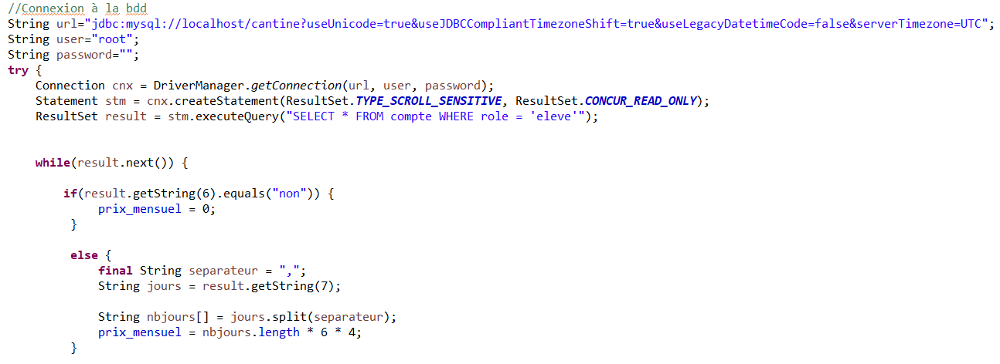 //Connexion à la bdd
String url="jdbc:mysql://localhost/cantine?useUnicode=true&useJDBCCompliantTimezoneShift=true&useLegacyDatetimeCode=false&serverTimezone=UTC";
String user="root";
String password="";
try {
Connection cnx = DriverManager.getConnection(url, user, password);
Statement stm = cnx.createStatement(ResultSet.TYPE_SCROLL_SENSITIVE, ResultSet.CONCUR_READ_ONLY);
ResultSet result = stm.executeQuery("SELECT * FROM compte WHERE role = 'eleve'");
while(result.next()) {
if(result.getString(6).equals("non")) {
prix_mensuel = 0;
}
else {
final String separateur = ",";
String jours = result.getString(7);
String nbjours[] = jours.split(separateur);
prix_mensuel = nbjours.length * 6 * 4;
}